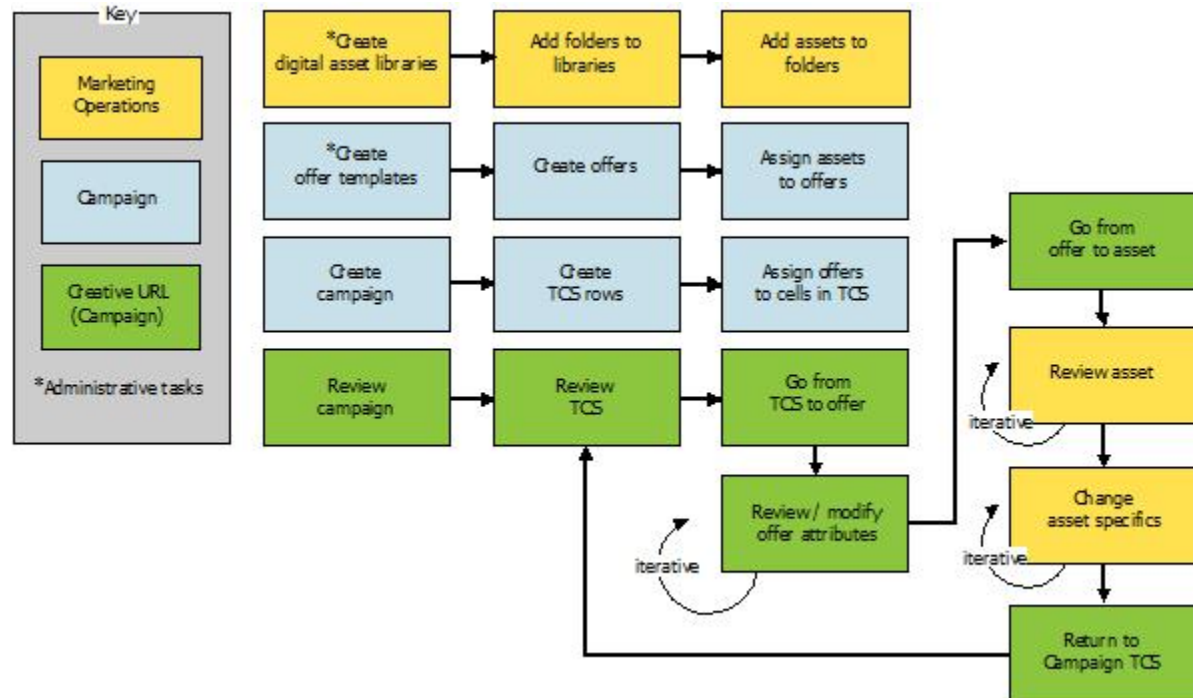 Key
Marketing
Operations
Campaign
Creative URL
(Campaign)
*Administrative tasks
*Create
digital asset libraries
Add folders to
libraries
Add assets to
folders
*Create
offer templates
Create offers
Assign assets
to offers
Create
campaign
Create
TCS rows
Assign offers
to cells in TCS
Review
campaign
Review
TCS
Go from
TCS to offer
Review / modify
offer attributes
iterative
Go from
offer to asset
Review asset
iterative
Change
asset specifics
iterative
Return to
Campaign TCS